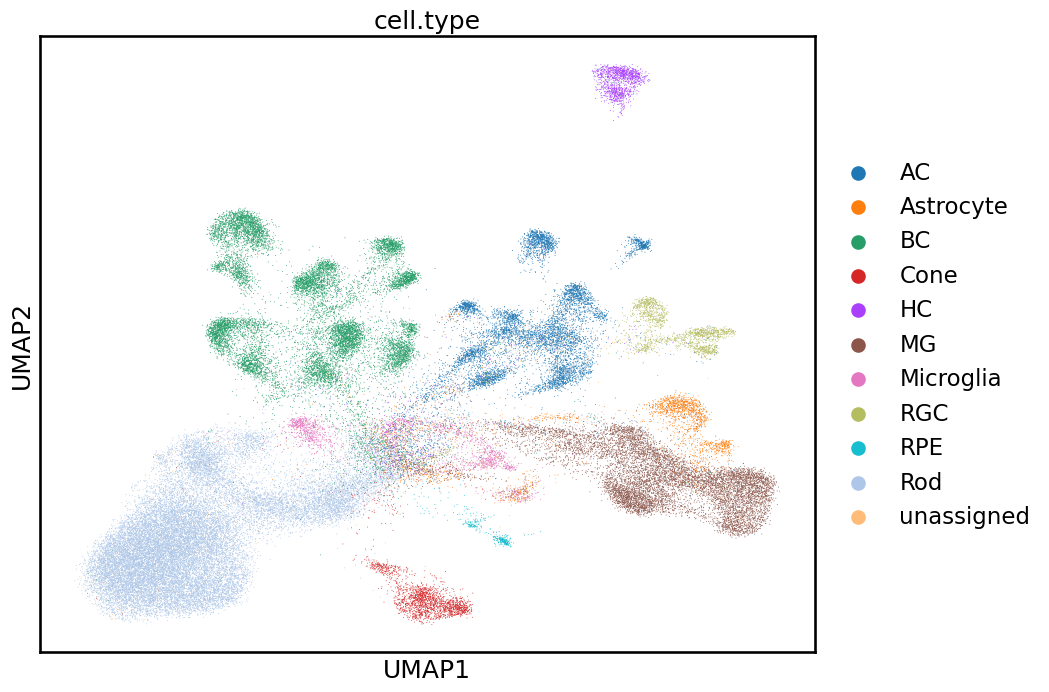 cell.type
UMAP2
UMAP1
AC
Astrocyte
BC
Cone
HC
MG
Microglia
RGC
RPE
Rod
unassigned